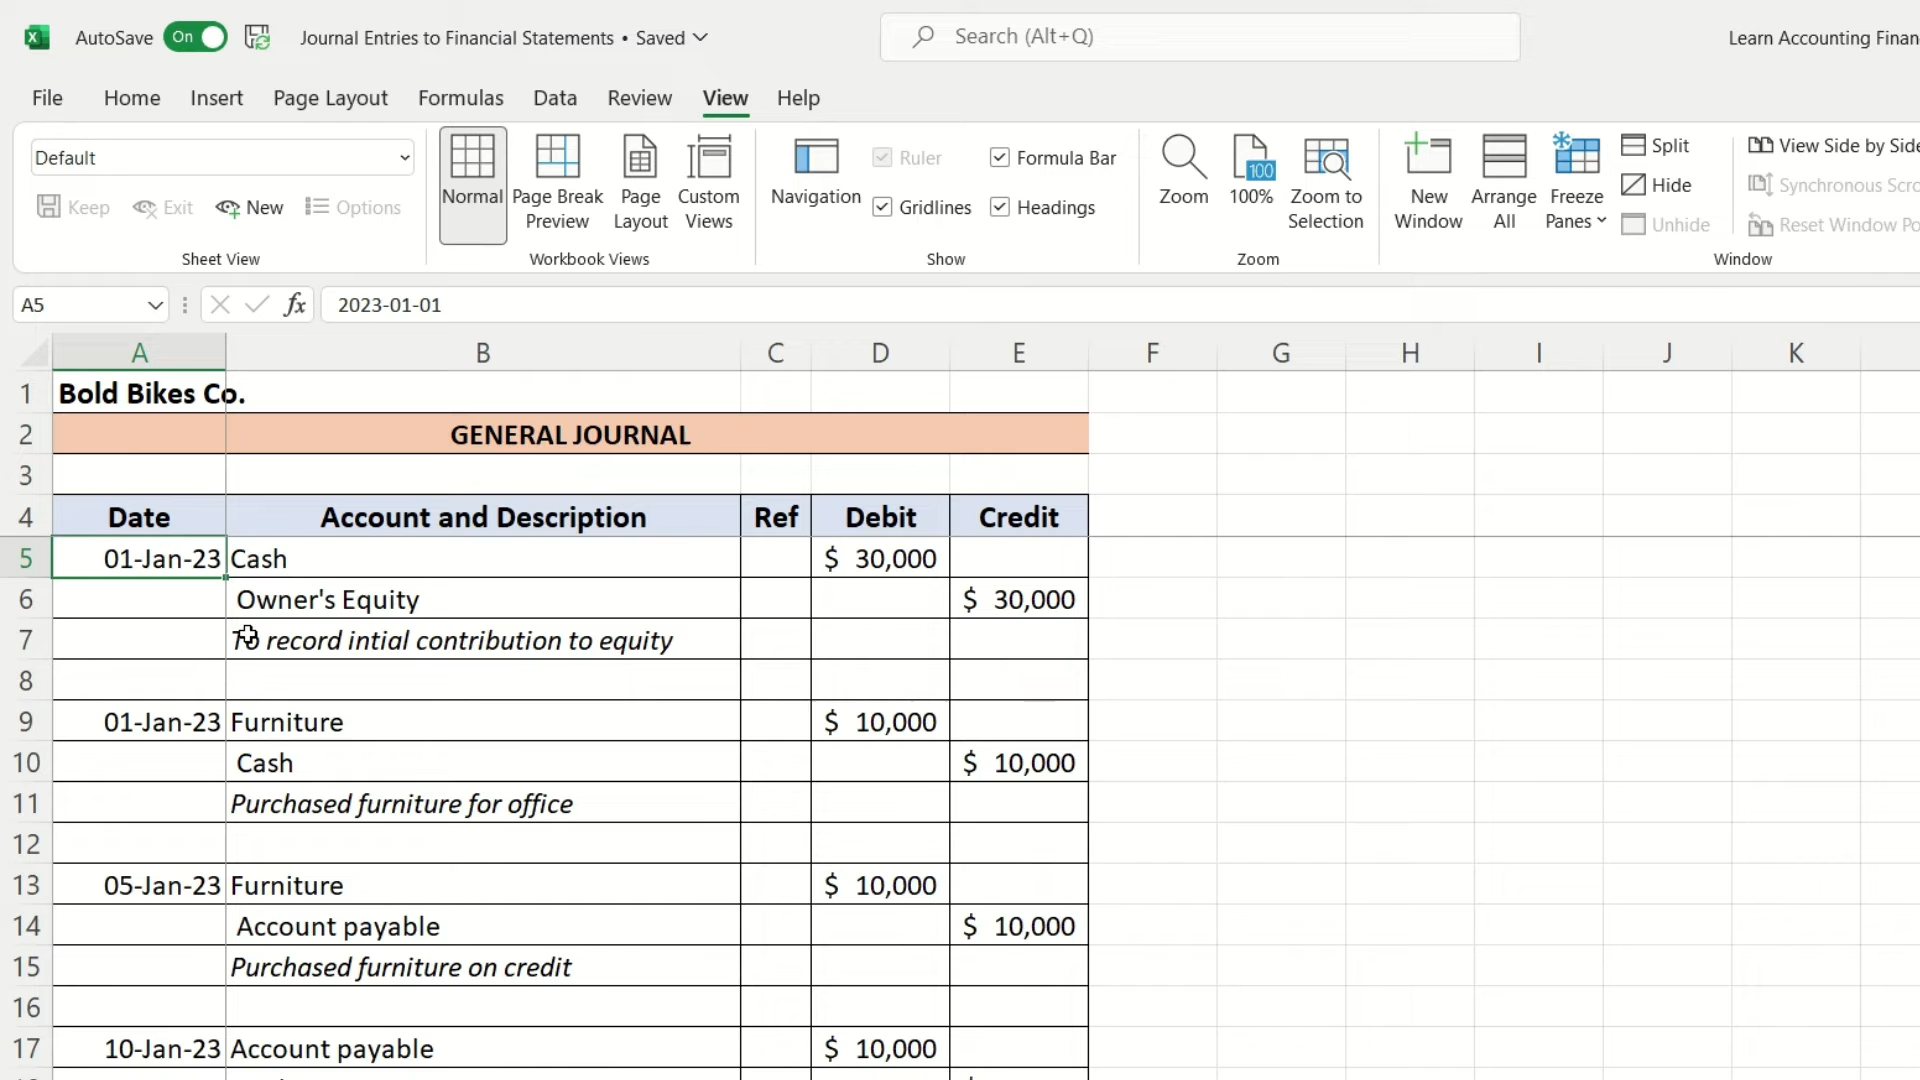 AutoSave On Journal Entries to Financial Statements • Saved Search (Alt+Q) Learn Accounting Finan
File Home Insert Page Layout Formulas Data Review View Help
Default
Keep Exit New Options
Sheet View
Normal Page Break Preview Page Layout Custom Views
Workbook Views
Navigation Ruler Formula Bar
Gridlines Headings
Show
Zoom 100 100% Zoom to Selection
Zoom
New Window Arrange All Freeze Panes Split
Hide
Unhide
View Side by Side
Synchronous Scro
Reset Window Po
Window
A5 fx 2023-01-01
A B C D E F G H I J K
1 Bold Bikes Co.
2 GENERAL JOURNAL
3
4 Date Account and Description Ref Debit Credit
5 01-Jan-23 Cash $ 30,000
6 Owner's Equity $ 30,000
7 To record intial contribution to equity
8
9 01-Jan-23 Furniture $ 10,000
10 Cash $ 10,000
11 Purchased furniture for office
12
13 05-Jan-23 Furniture $ 10,000
14 Account payable $ 10,000
15 Purchased furniture on credit
16
17 10-Jan-23 Account payable $ 10,000